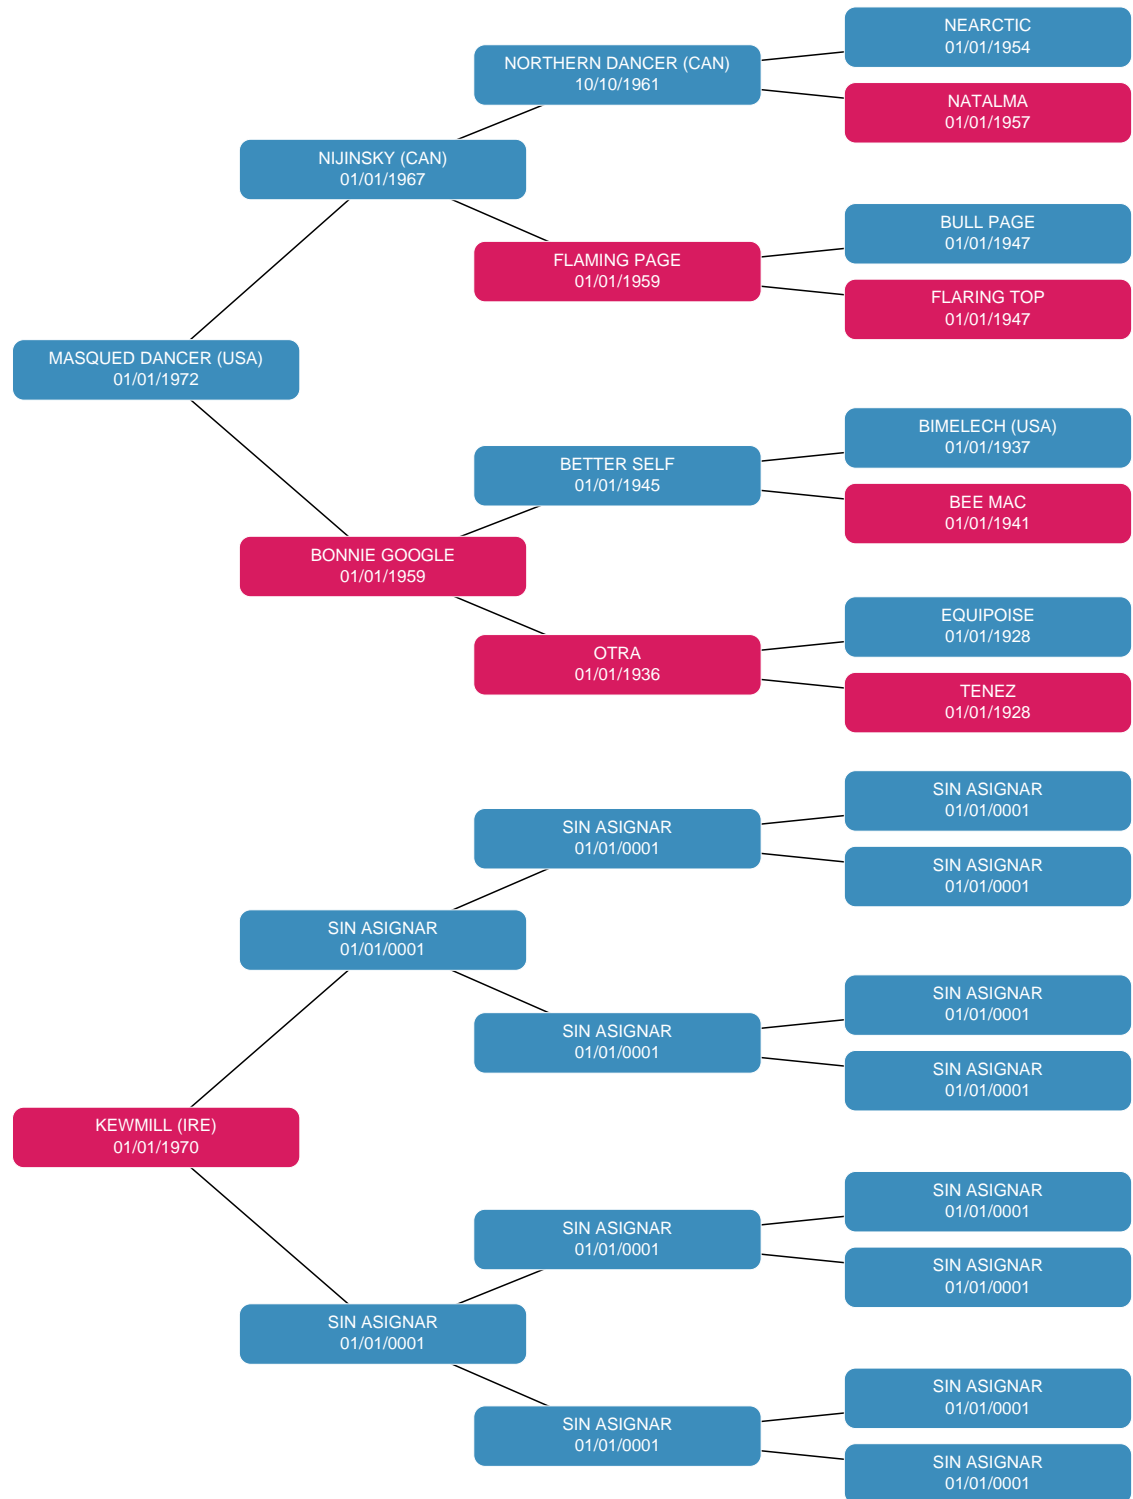 NEARCTIC
01/01/1954
NORTHERN DANCER (CAN)
10/10/1961
NATALMA
01/01/1957
NIJINSKY (CAN)
01/01/1967
BULL PAGE
01/01/1947
FLAMING PAGE
01/01/1959
FLARING TOP
01/01/1947
MASQUED DANCER (USA)
01/01/1972
BIMELECH (USA)
01/01/1937
BETTER SELF
01/01/1945
BEE MAC
01/01/1941
BONNIE GOOGLE
01/01/1959
EQUIPOISE
01/01/1928
OTRA
01/01/1936
TENEZ
01/01/1928
SIN ASIGNAR
01/01/0001
SIN ASIGNAR
01/01/0001
SIN ASIGNAR
01/01/0001
SIN ASIGNAR
01/01/0001
SIN ASIGNAR
01/01/0001
SIN ASIGNAR
01/01/0001
SIN ASIGNAR
01/01/0001
KEWMILL (IRE)
01/01/1970
SIN ASIGNAR
01/01/0001
SIN ASIGNAR
01/01/0001
SIN ASIGNAR
01/01/0001
SIN ASIGNAR
01/01/0001
SIN ASIGNAR
01/01/0001
SIN ASIGNAR
01/01/0001
SIN ASIGNAR
01/01/0001